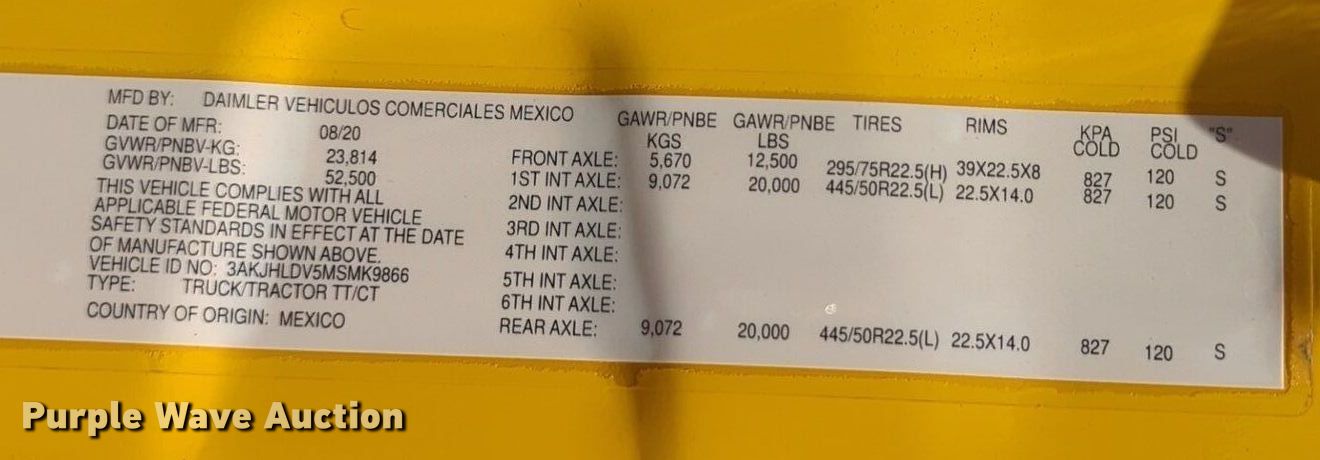 MFD BY: DAIMLER VEHICULOS COMERCIALES MEXICO
DATE OF MFR: 08/20
GVWR/PNBV-KG: 23,814
GVWR/PNBV-LBS: 52,500
THIS VEHICLE COMPLIES WITH ALL
APPLICABLE FEDERAL MOTOR VEHICLE
SAFETY STANDARDS IN EFFECT AT THE DATE
OF MANUFACTURE SHOWN ABOVE.
VEHICLE ID NO: 3AKJHLDV5MSMK9866
TYPE: TRUCK/TRACTOR TT/CT
COUNTRY OF ORIGIN: MEXICO
GAWR/PNBE KGS GAWR/PNBE LBS TIRES RIMS KPA COLD PSI COLD "S"
FRONT AXLE: 5,670 12,500 295/75R22.5(H) 39X22.5X8 827 120 S
1ST INT AXLE: 9,072 20,000 445/50R22.5(L) 22.5X14.0 827 120 S
2ND INT AXLE:
3RD INT AXLE:
4TH INT AXLE:
5TH INT AXLE:
6TH INT AXLE:
REAR AXLE: 9,072 20,000 445/50R22.5(L) 22.5X14.0 827 120 S
Purple Wave Auction